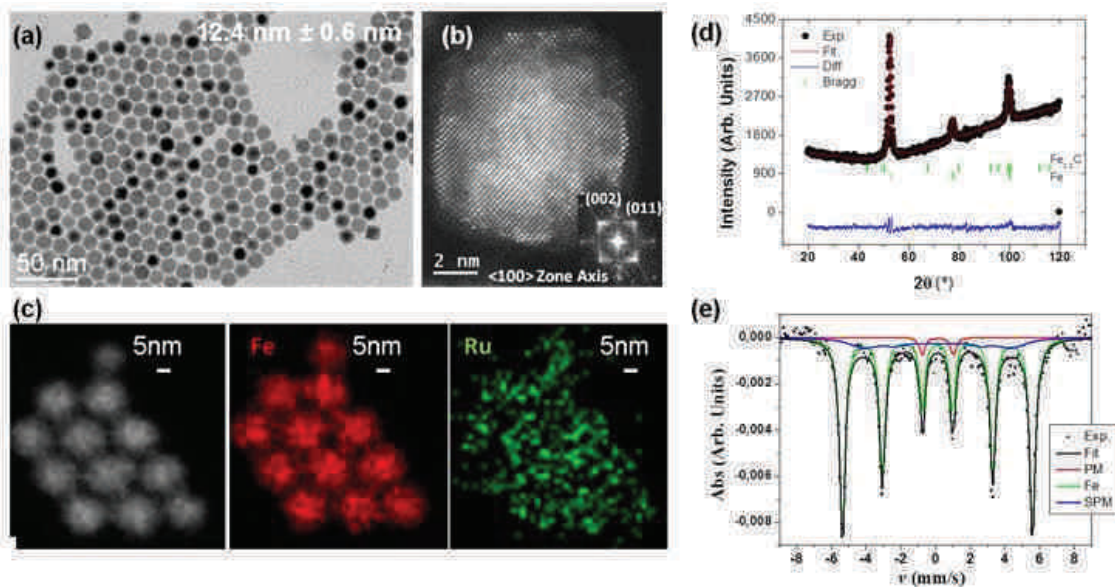 (a)
12.4 nm ± 0.6 nm
50 nm
(b)
(002)
(011)
2 nm
<100> Zone Axis
(c)
5nm
Fe
5nm
Ru
5nm
(d)
Intensity (Arb. Units)
4500
3600
2700
1800
900
0
Exp
Fit
Diff
Bragg
Fe
20 40 60 80 100 120
2θ (°)
(e)
Abs (Arb. Units)
0,000
-0,002
-0,004
-0,006
-0,008
Exp
Fit
PM
Fe
SPM
-8 -6 -4 -2 0 2 4 6 8
v (mm/s)